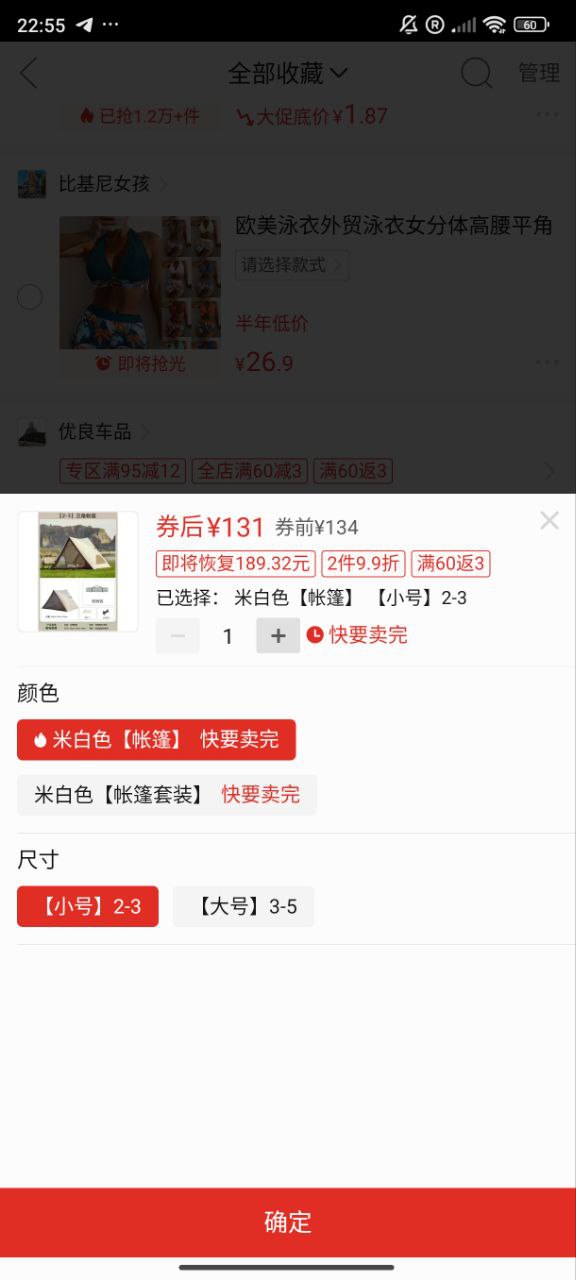 22:55
60
全部收藏
管理
已抢1.2万+件 大促底价¥1.87
比基尼女孩
欧美泳衣外贸泳衣女分体高腰平角
请选择款式
半年低价
即将抢光 ¥26.9
优良车品
专区满95减12 全店满60减3 满60返3
券后¥131 券前¥134
即将恢复189.32元 2件9.9折 满60返3
已选择： 米白色【帐篷】 【小号】2-3
1 快要卖完
颜色
米白色【帐篷】 快要卖完
米白色【帐篷套装】 快要卖完
尺寸
【小号】2-3 【大号】3-5
确定